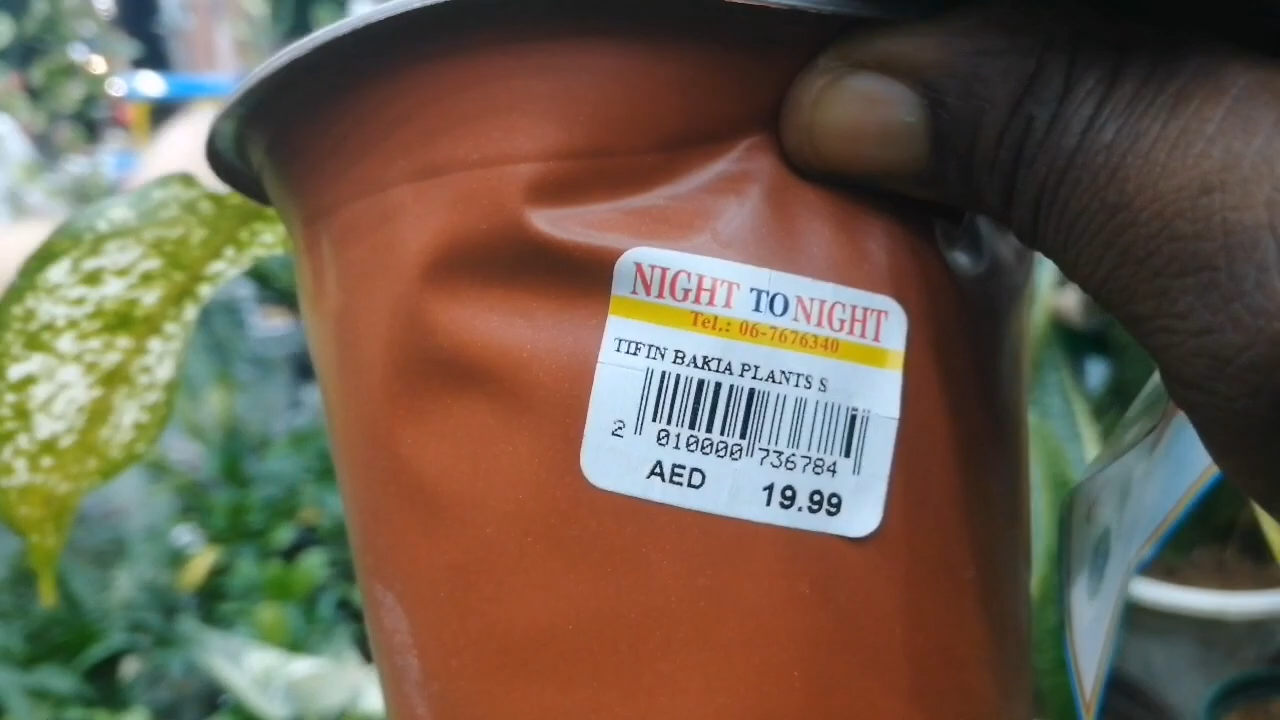 NIGHT TO NIGHT
Tel.: 06-7676340
TIFIN BAKIA PLANTS S
2 010000 736784
AED 19.99